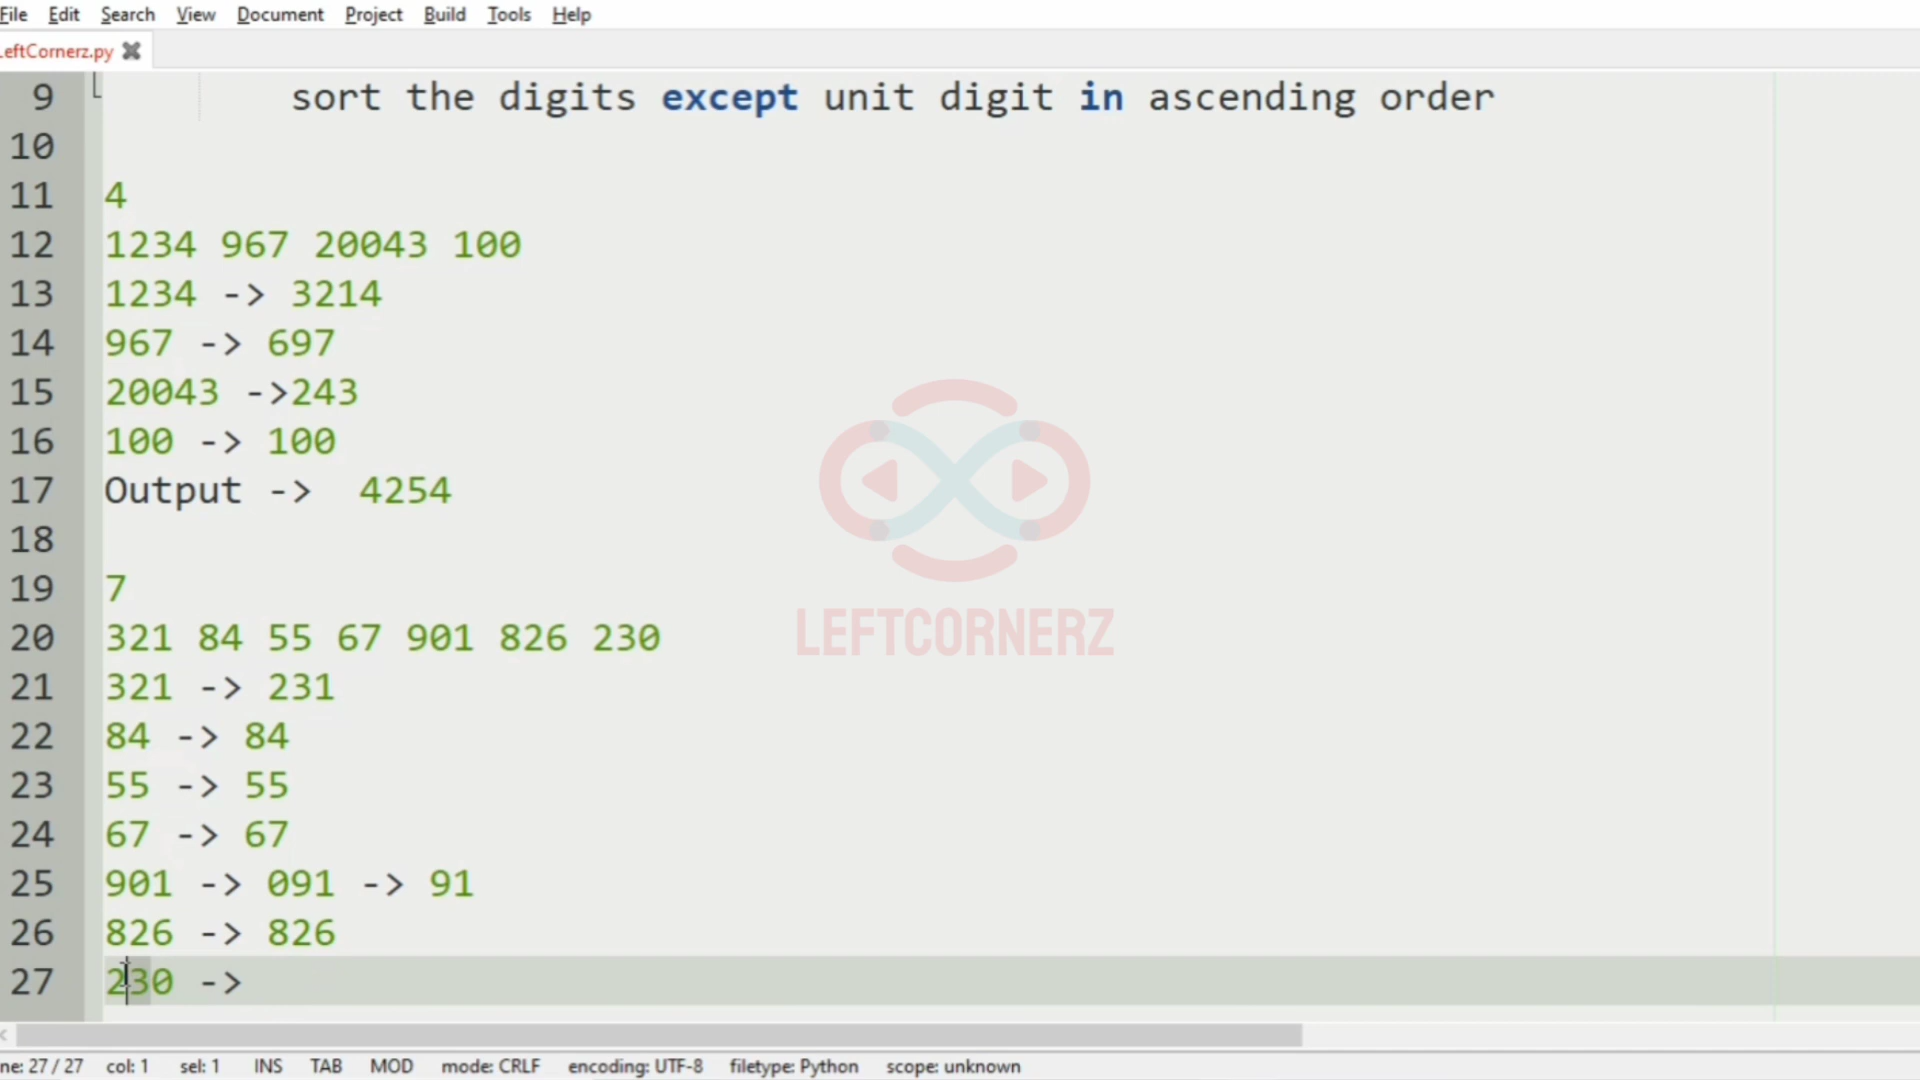 File Edit Search View Document Project Build Tools Help
LeftCornerz.py
9 sort the digits except unit digit in ascending order
10
11 4
12 1234 967 20043 100
13 1234 -> 3214
14 967 -> 697
15 20043 ->243
16 100 -> 100
17 Output -> 4254
18
19 7
20 321 84 55 67 901 826 230
21 321 -> 231
22 84 -> 84
23 55 -> 55
24 67 -> 67
25 901 -> 091 -> 91
26 826 -> 826
27 230 ->
LEFTCORNERZ
ne: 27 / 27 col: 1 sel: 1 INS TAB MOD mode: CRLF encoding: UTF-8 filetype: Python scope: unknown